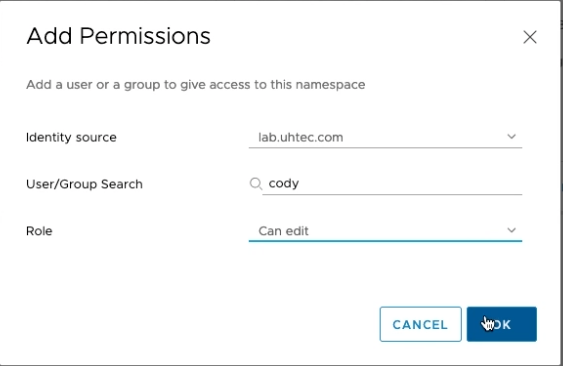 Add Permissions
Add a user or a group to give access to this namespace
Identity source lab.uhtec.com
User/Group Search cody
Role Can edit
CANCEL OK